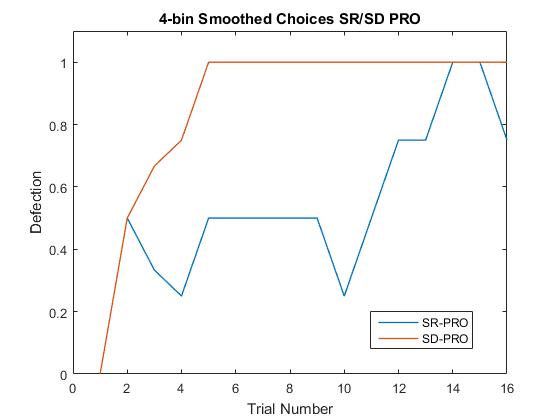 4-bin Smoothed Choices SR/SD PRO
1
0.8
0.6
0.4
0.2
0
Defection
SR-PRO
SD-PRO
0 2 4 6 8 10 12 14 16
Trial Number